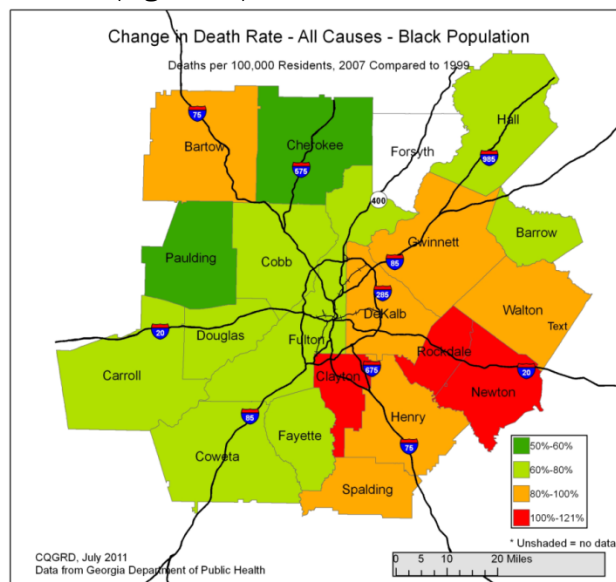 Change in Death Rate - All Causes - Black Population
Deaths per 100,000 Residents, 2007 Compared to 1999
75
Bartow
Cherokee
575
Forsyth
Hall
985
400
Gwinnett
Barrow
Paulding
Cobb
85
285
DeKalb
Walton
Text
20
Douglas
Fulton
Rockdale
Carroll
Clayton
675
20
Newton
Henry
85
Fayette
75
Coweta
Spalding
50%-60%
60%-80%
80%-100%
100%-121%
* Unshaded = no data
CQGRD, July 2011
Data from Georgia Department of Public Health
0 5 10 20
Miles